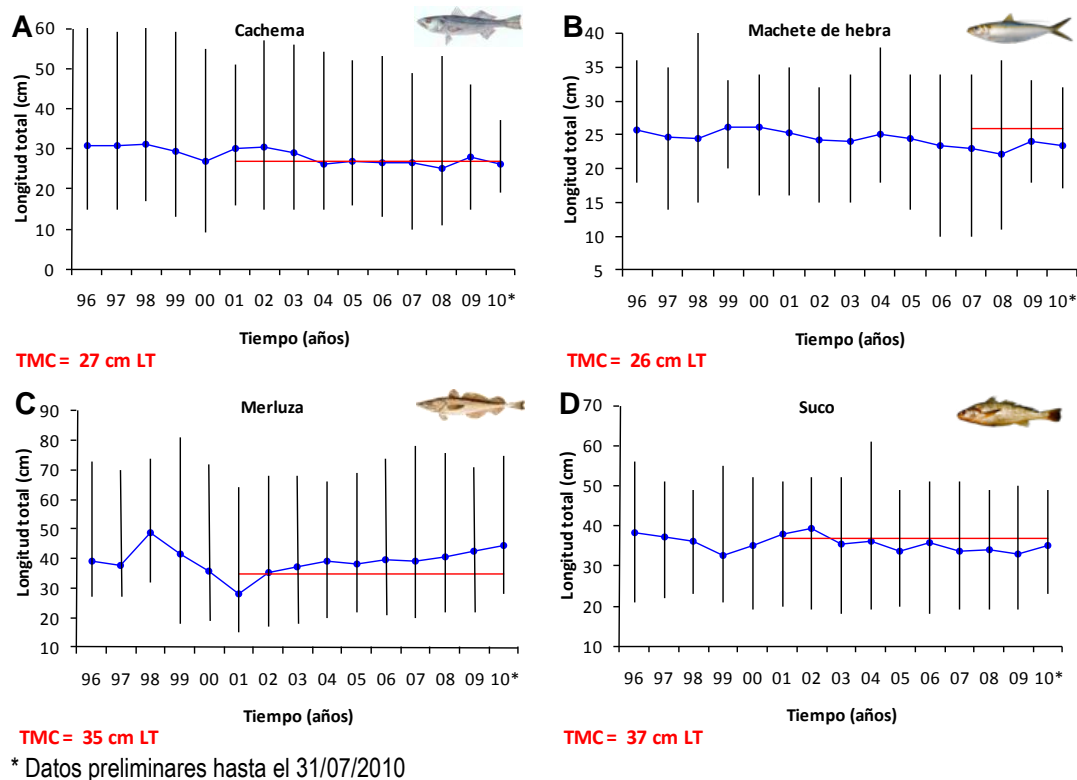 A
Cachema
Longitud total (cm)
60
50
40
30
20
10
0
96 97 98 99 00 01 02 03 04 05 06 07 08 09 10*
Tiempo (años)
TMC = 27 cm LT
B
Machete de hebra
Longitud total (cm)
40
35
30
25
20
15
10
5
96 97 98 99 00 01 02 03 04 05 06 07 08 09 10*
Tiempo (años)
TMC = 26 cm LT
C
Merluza
Longitud total (cm)
90
80
70
60
50
40
30
20
10
96 97 98 99 00 01 02 03 04 05 06 07 08 09 10*
Tiempo (años)
TMC = 35 cm LT
D
Suco
Longitud total (cm)
70
60
50
40
30
20
10
96 97 98 99 00 01 02 03 04 05 06 07 08 09 10*
Tiempo (años)
TMC = 37 cm LT
* Datos preliminares hasta el 31/07/2010